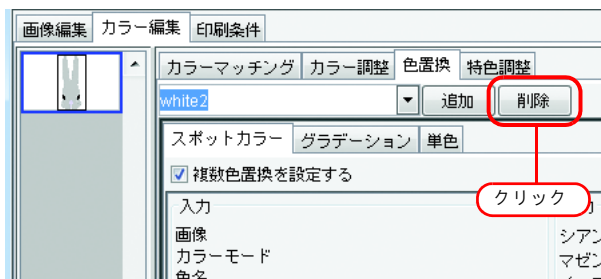 画像編集 カラー編集 印刷条件
カラーマッチング カラー調整 色置換 特色調整
white2 追加 削除
スポットカラー グラデーション 単色
複数色置換を設定する
クリック
入力
画像 シアン
カラーモード マゼン
色名